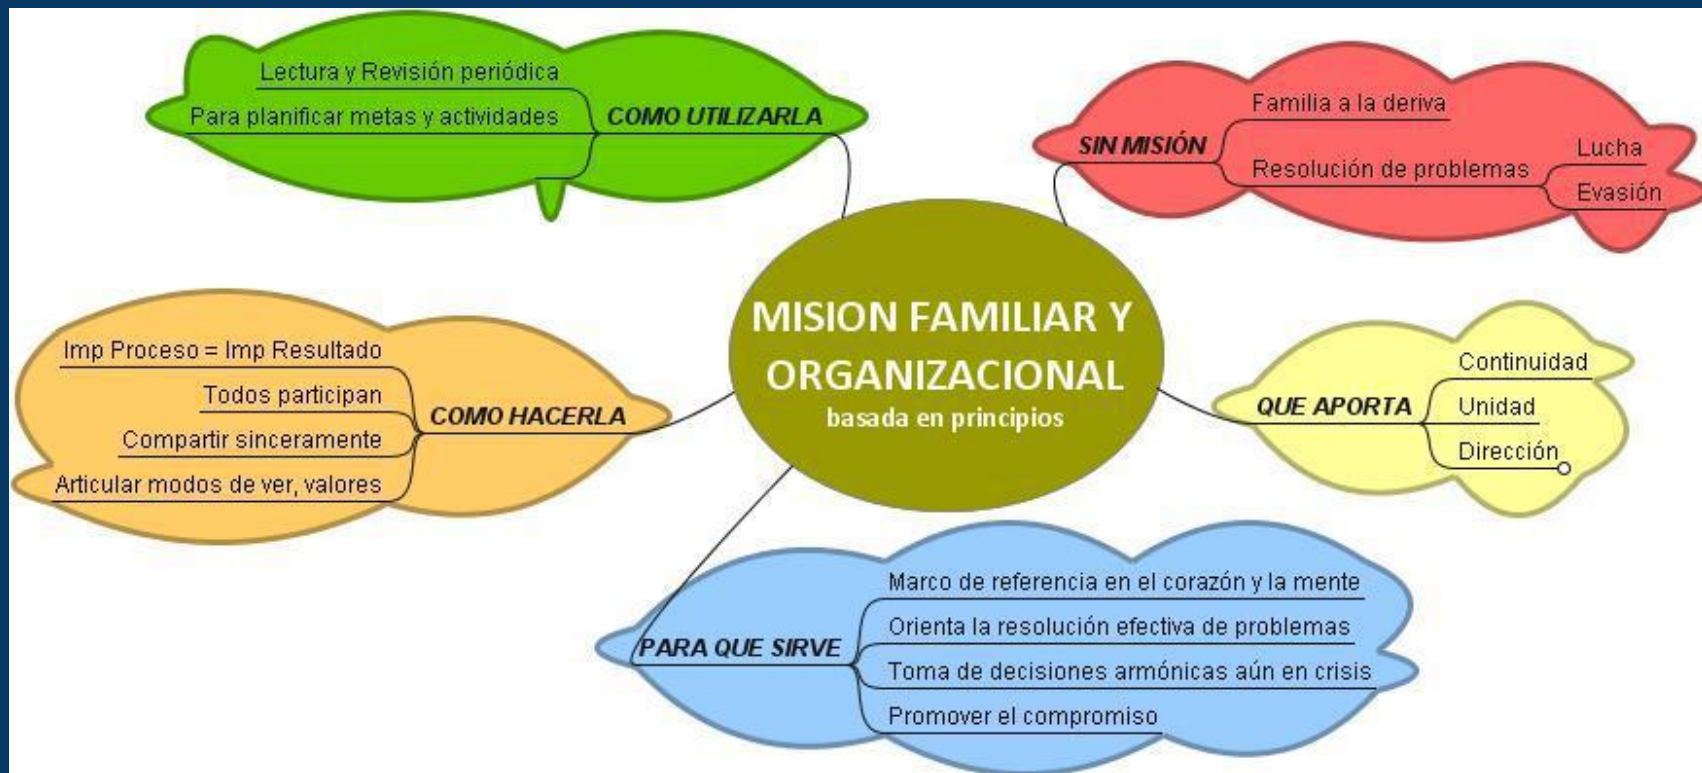 MISION FAMILIAR Y
ORGANIZACIONAL
basada en principios
COMO UTILIZARLA
Lectura y Revisión periódica
Para planificar metas y actividades
SIN MISIÓN
Familia a la deriva
Resolución de problemas
Lucha
Evasión
COMO HACERLA
Imp Proceso = Imp Resultado
Todos participan
Compartir sinceramente
Articular modos de ver, valores
QUE APORTA
Continuidad
Unidad
Dirección
PARA QUE SIRVE
Marco de referencia en el corazón y la mente
Orienta la resolución efectiva de problemas
Toma de decisiones armónicas aún en crisis
Promover el compromiso